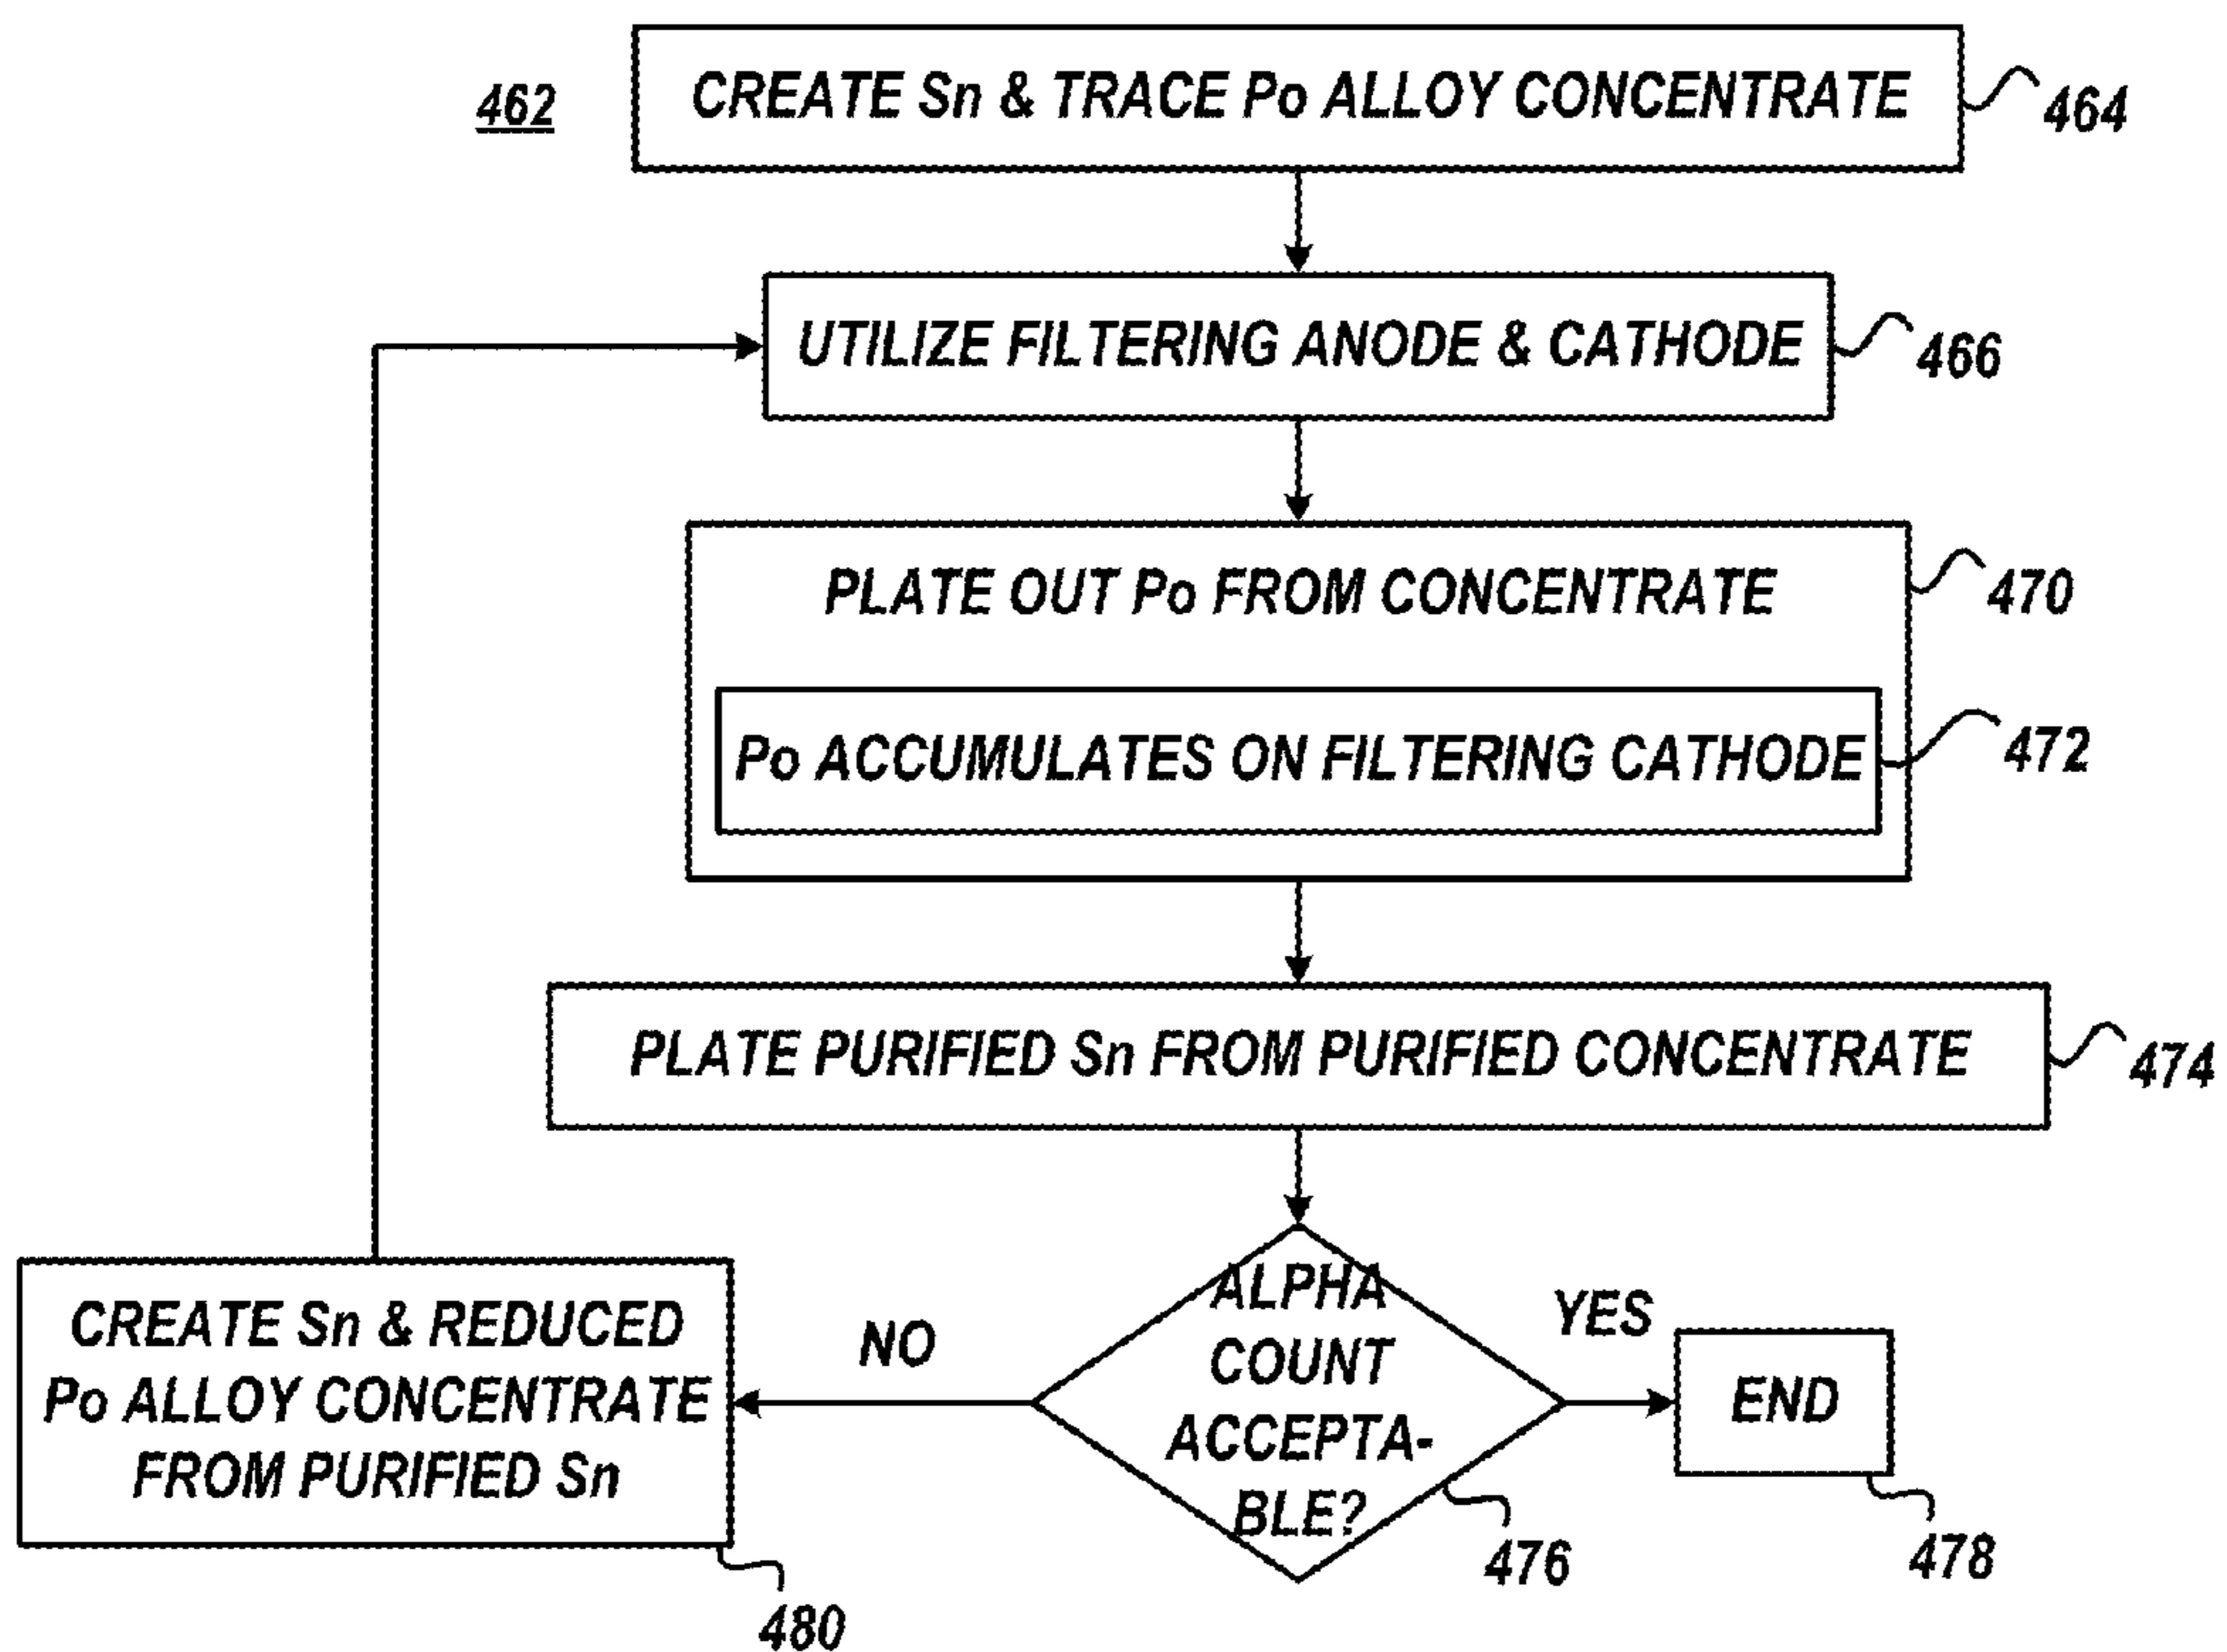 462
CREATE Sn & TRACE Po ALLOY CONCENTRATE
464
UTILIZE FILTERING ANODE & CATHODE
466
PLATE OUT Po FROM CONCENTRATE
470
Po ACCUMULATES ON FILTERING CATHODE
472
PLATE PURIFIED Sn FROM PURIFIED CONCENTRATE
474
ALPHA
COUNT
ACCEPTA-
BLE?
476
YES
END
478
NO
CREATE Sn & REDUCED
Po ALLOY CONCENTRATE
FROM PURIFIED Sn
480